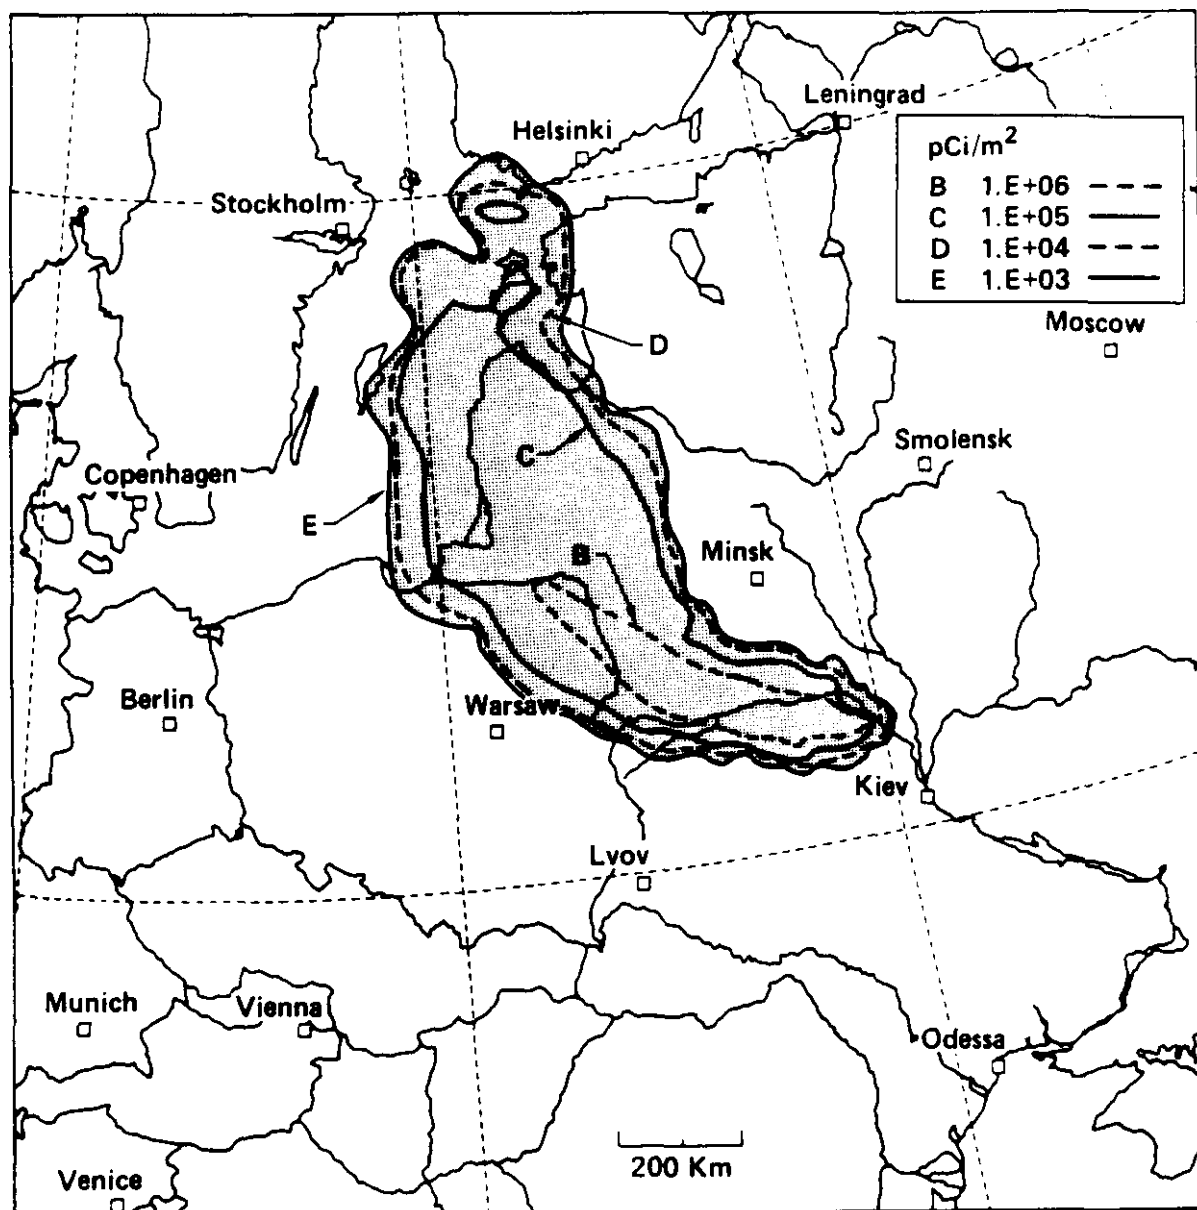 Leningrad
Helsinki
pCi/m²
B 1.E+06
C 1.E+05
D 1.E+04
E 1.E+03
Stockholm
Moscow
D
Smolensk
C
Copenhagen
E
B
Minsk
Berlin
Warsaw
Kiev
Lvov
Munich
Vienna
Odessa
200 Km
Venice